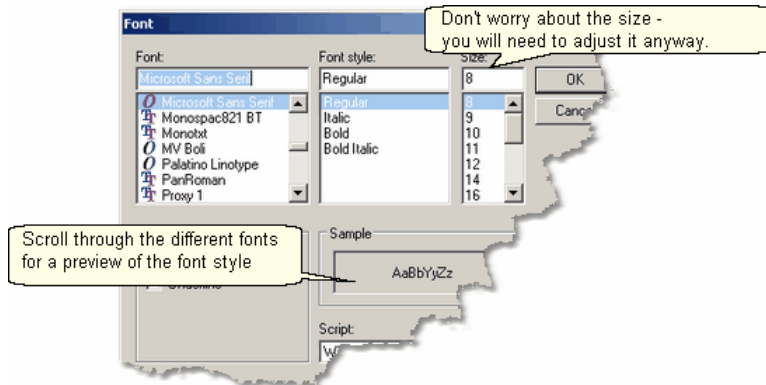 Font
Don't worry about the size -
you will need to adjust it anyway.
Font:
Font style:
Size:
Microsoft Sans Serif
Regular
8
OK
Microsoft Sans Serif
Monospac821 BT
Monotxt
MV Boli
Palatino Linotype
PanRoman
Proxy 1
Regular
Italic
Bold
Bold Italic
8
9
10
11
12
14
16
Scroll through the different fonts
for a preview of the font style
Underline
Sample
AaBbYyZz
Script: